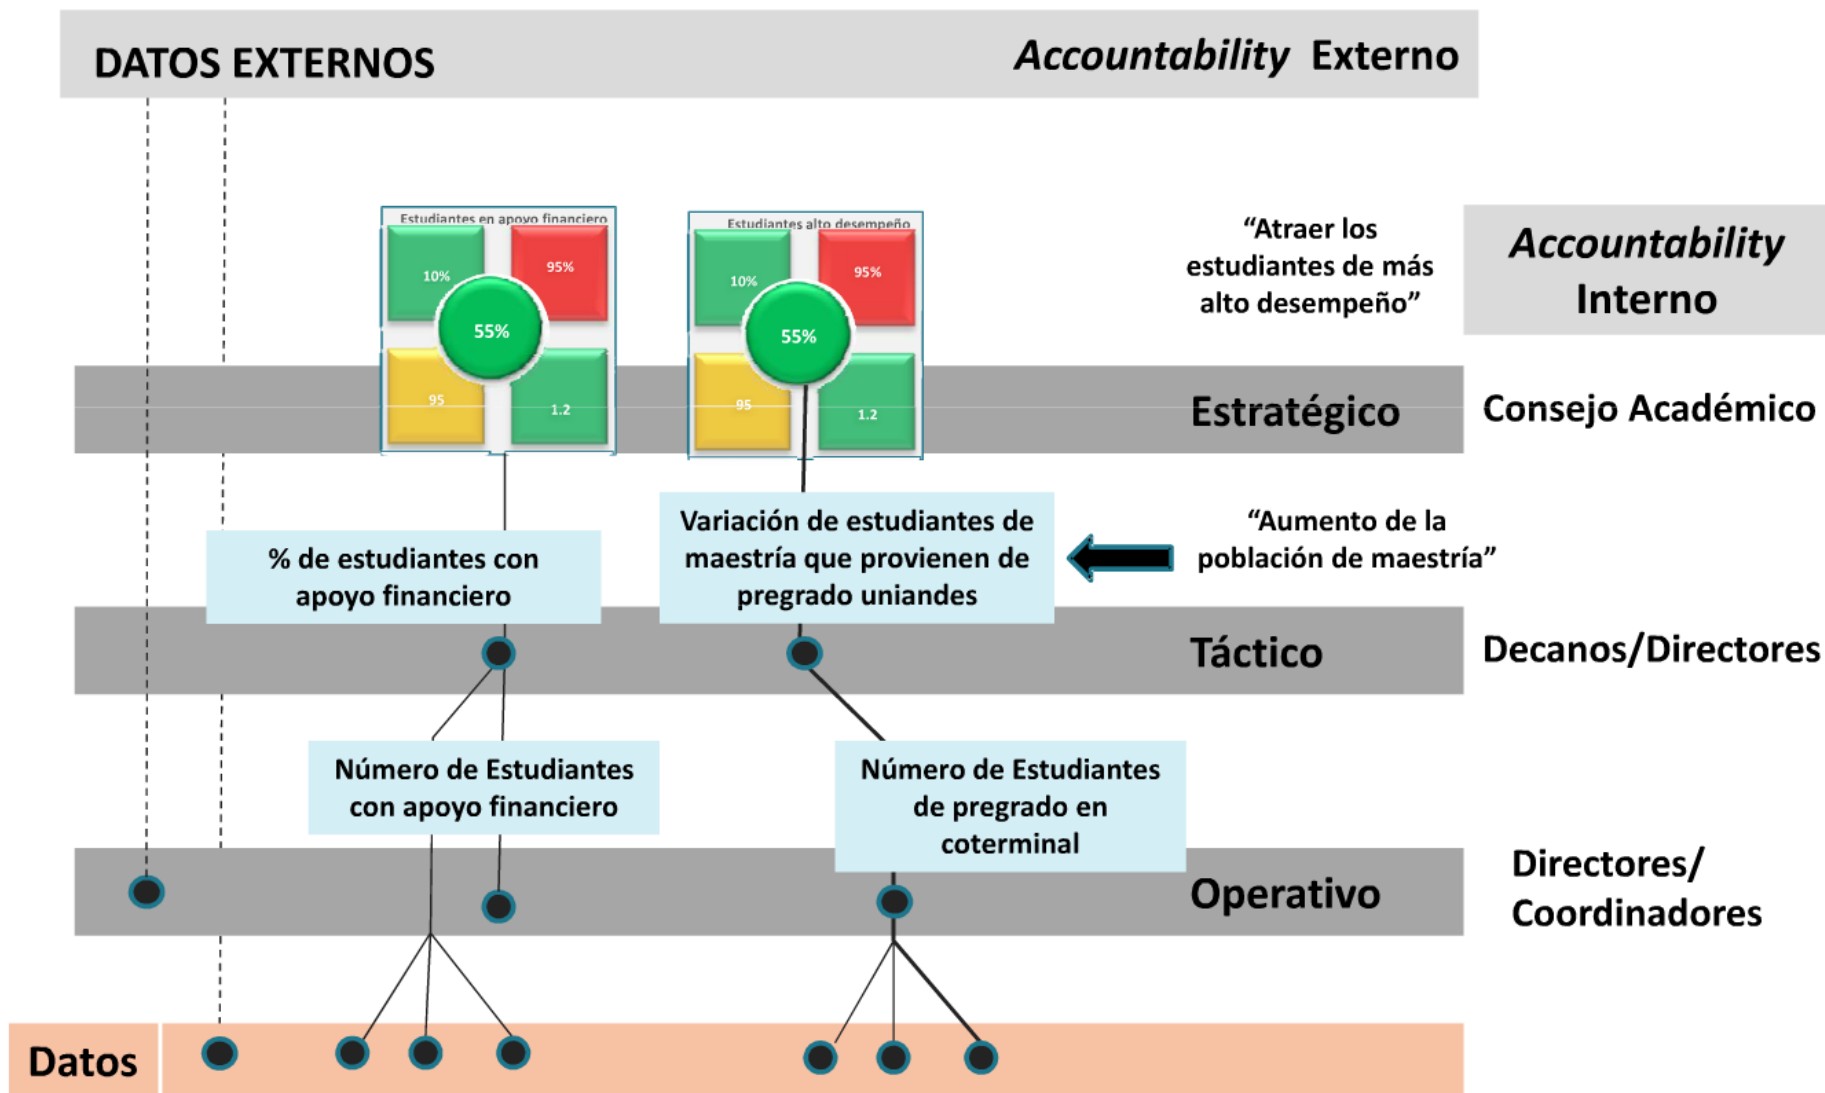 DATOS EXTERNOS
Accountability Externo
Estudiantes en apoyo financiero
10%
95%
55%
95
1.2
Estudiantes alto desempeño
10%
95%
55%
95
1.2
“Atraer los
estudiantes de más
alto desempeño”
Accountability
Interno
Estratégico
Consejo Académico
% de estudiantes con
apoyo financiero
Variación de estudiantes de
maestría que provienen de
pregrado uniandes
“Aumento de la
población de maestría”
Táctico
Decanos/Directores
Número de Estudiantes
con apoyo financiero
Número de Estudiantes
de pregrado en
coterminal
Operativo
Directores/
Coordinadores
Datos